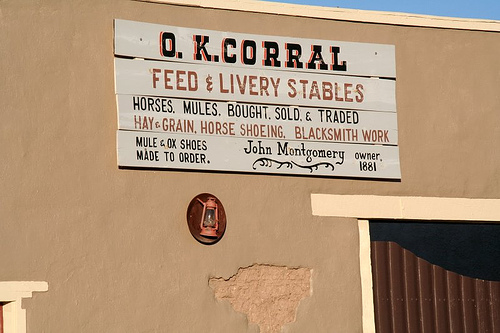 O. K. CORRAL
FEED & LIVERY STABLES
HORSES, MULES, BOUGHT, SOLD, & TRADED
HAY & GRAIN, HORSE SHOEING, BLACKSMITH WORK
MULE & OX SHOES
MADE TO ORDER.
John Montgomery owner.
1881